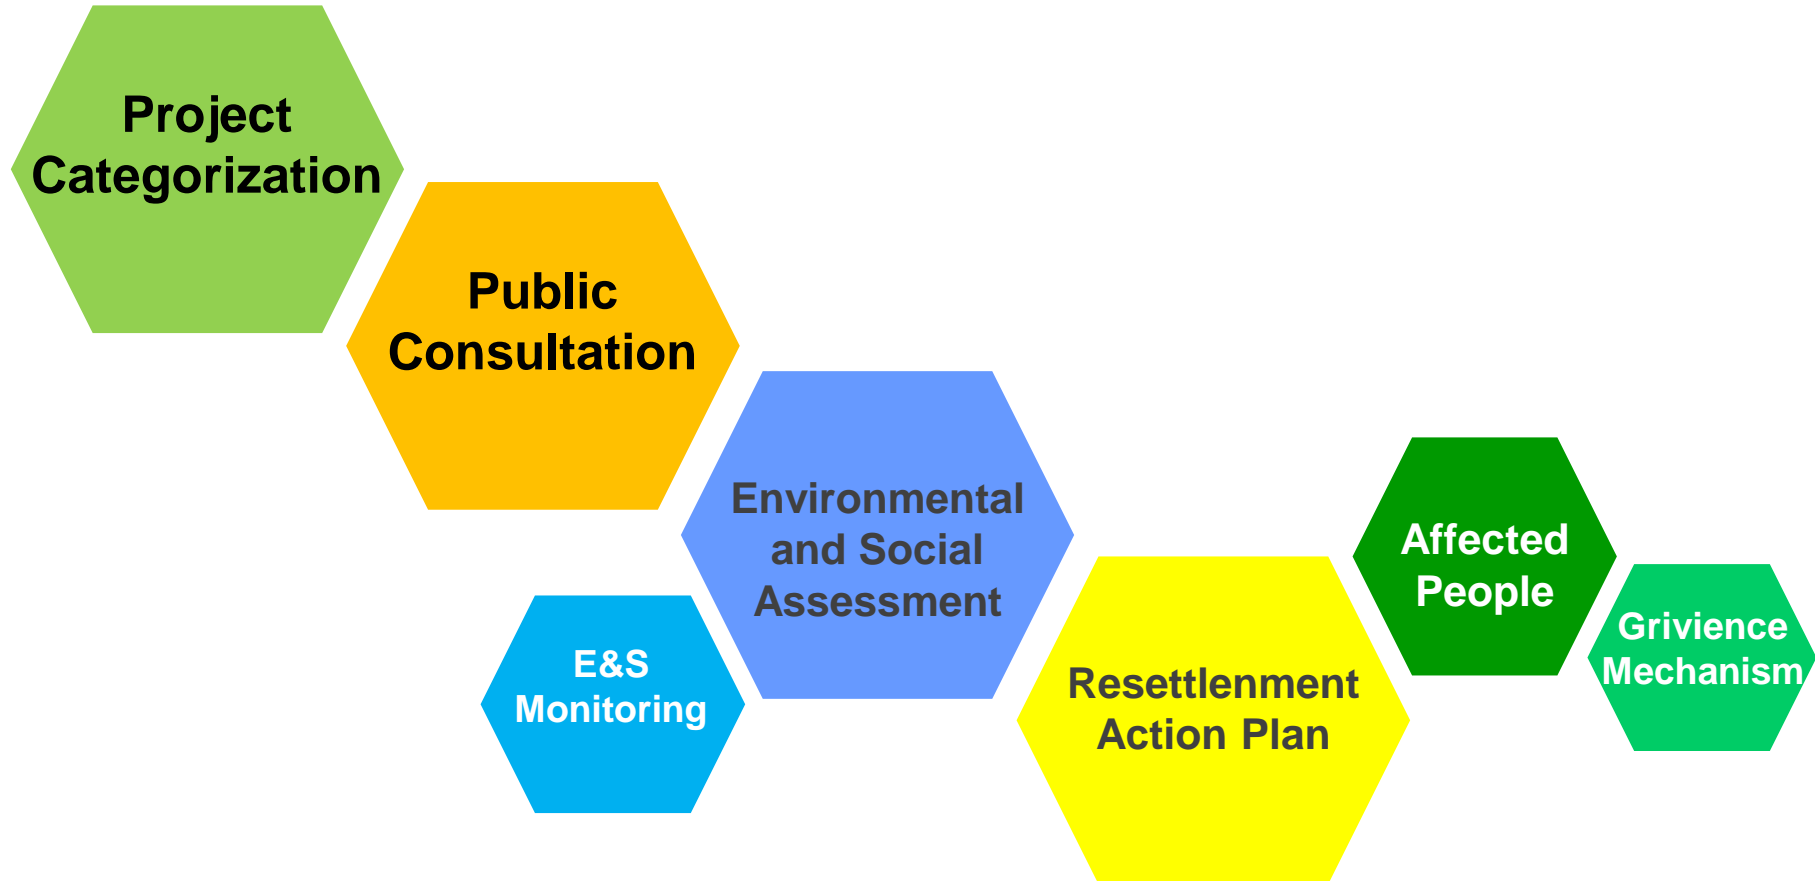 Project
Categorization
Public
Consultation
Environmental
and Social
Assessment
E&S
Monitoring
Resettlenment
Action Plan
Affected
People
Grivience
Mechanism